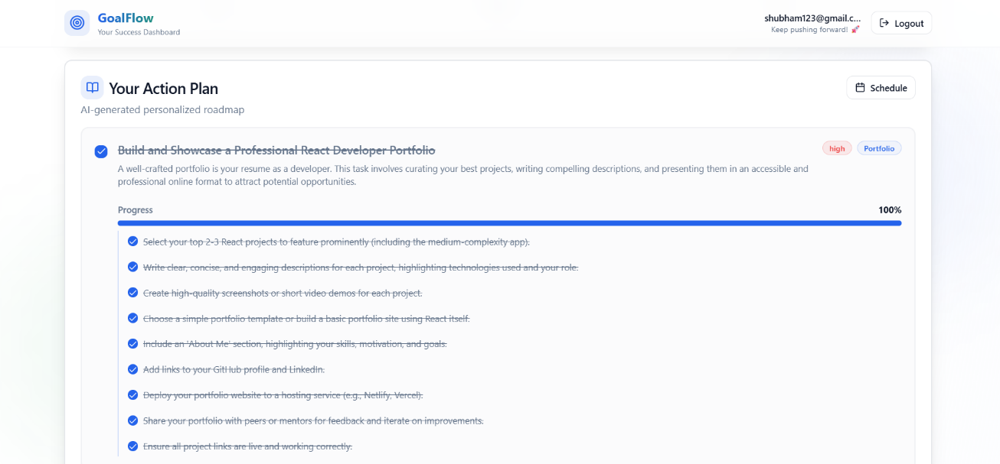 GoalFlow
Your Success Dashboard
shubham123@gmail.c...
Keep pushing forward! 🚀
Logout
Your Action Plan
Schedule
AI-generated personalized roadmap
Build and Showcase a Professional React Developer Portfolio
high
Portfolio
A well-crafted portfolio is your resume as a developer. This task involves curating your best projects, writing compelling descriptions, and presenting them in an accessible and
professional online format to attract potential opportunities.
Progress
100%
Select your top 2-3 React projects to feature prominently (including the medium-complexity app).
Write clear, concise, and engaging descriptions for each project, highlighting technologies used and your role.
Create high-quality screenshots or short video demos for each project.
Choose a simple portfolio template or build a basic portfolio site using React itself.
Include an 'About Me' section, highlighting your skills, motivation, and goals.
Add links to your GitHub profile and LinkedIn.
Deploy your portfolio website to a hosting service (e.g., Netlify, Vercel).
Share your portfolio with peers or mentors for feedback and iterate on improvements.
Ensure all project links are live and working correctly.